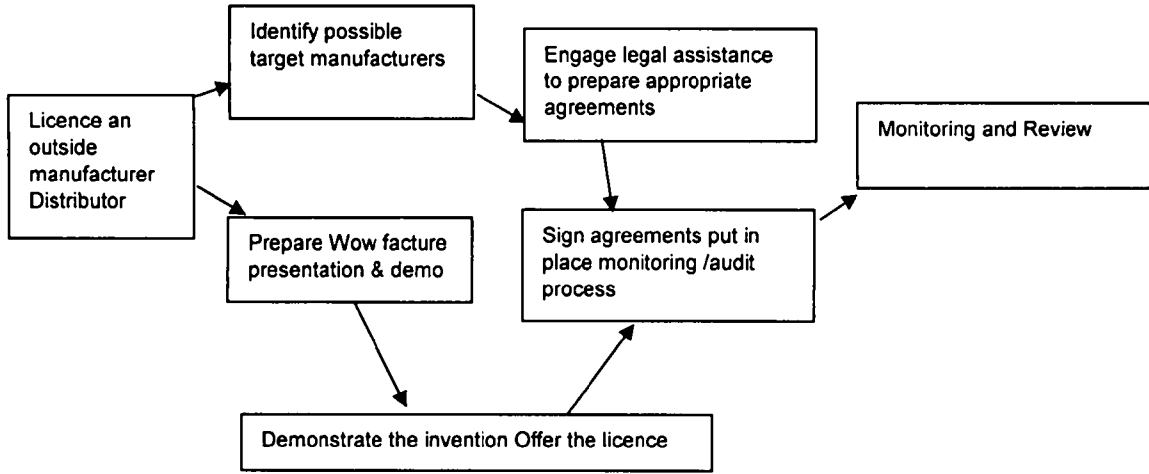 Identify possible
target manufacturers
Engage legal assistance
to prepare appropriate
agreements
Licence an
outside
manufacturer
Distributor
Monitoring and Review
Prepare Wow facture
presentation & demo
Sign agreements put in
place monitoring /audit
process
Demonstrate the invention Offer the licence